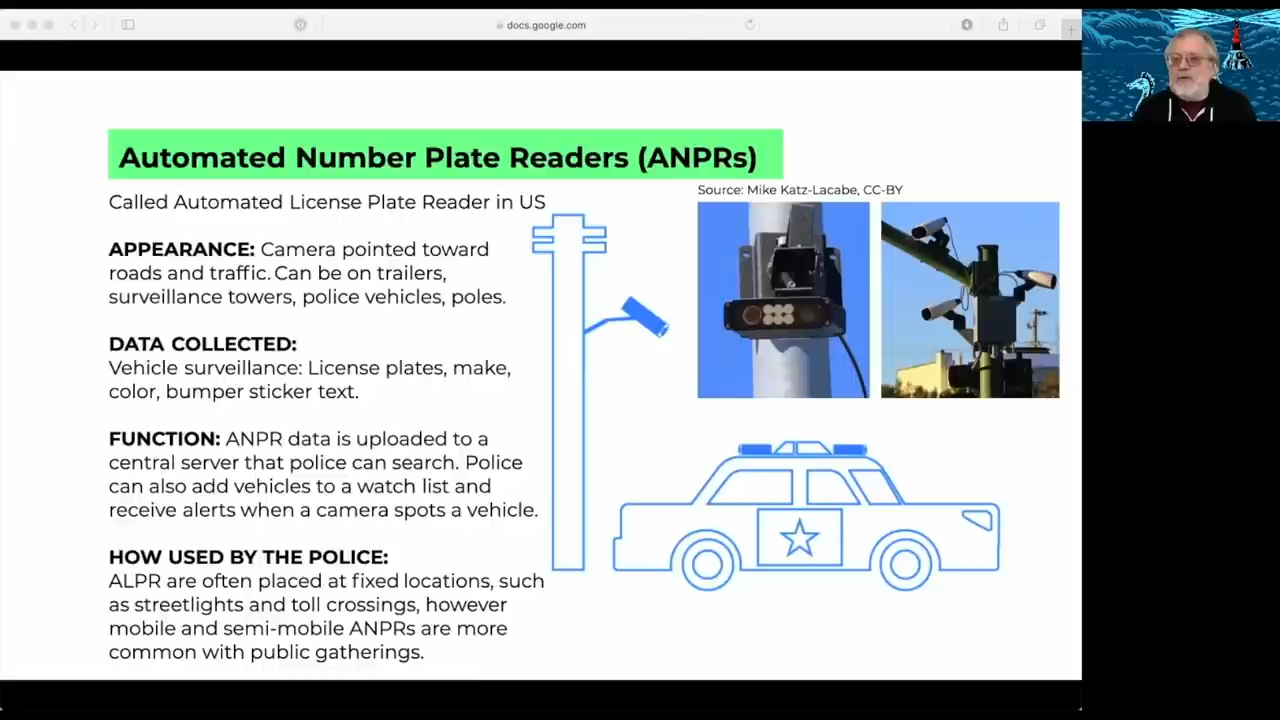 docs.google.com
Automated Number Plate Readers (ANPRs)
Called Automated License Plate Reader in US
Source: Mike Katz-Lacabe, CC-BY
APPEARANCE: Camera pointed toward
roads and traffic. Can be on trailers,
surveillance towers, police vehicles, poles.
DATA COLLECTED:
Vehicle surveillance: License plates, make,
color, bumper sticker text.
FUNCTION: ANPR data is uploaded to a
central server that police can search. Police
can also add vehicles to a watch list and
receive alerts when a camera spots a vehicle.
HOW USED BY THE POLICE:
ALPR are often placed at fixed locations, such
as streetlights and toll crossings, however
mobile and semi-mobile ANPRs are more
common with public gatherings.